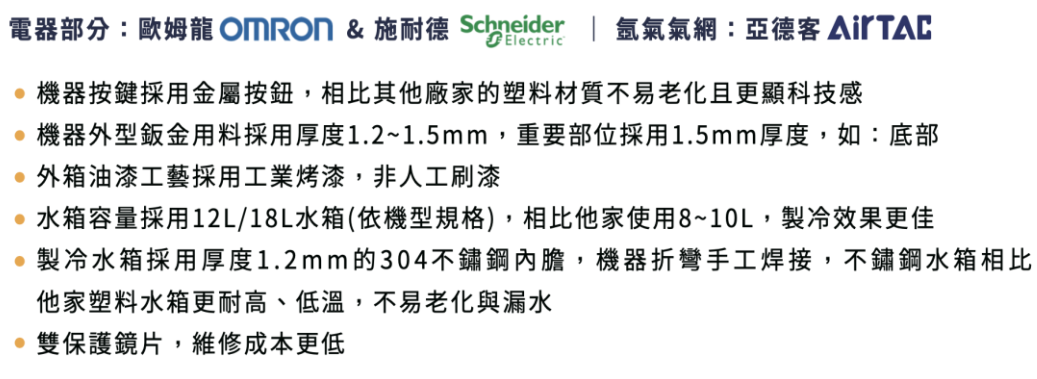 電器部分：歐姆龍 OMRON & 施耐德 Schneider Electric ｜ 氬氣氣網：亞德客 AirTAC
• 機器按鍵採用金屬按鈕，相比其他廠家的塑料材質不易老化且更顯科技感
• 機器外型鈑金用料採用厚度1.2~1.5mm，重要部位採用1.5mm厚度，如：底部
• 外箱油漆工藝採用工業烤漆，非人工刷漆
• 水箱容量採用12L/18L水箱(依機型規格)，相比他家使用8~10L，製冷效果更佳
• 製冷水箱採用厚度1.2mm的304不鏽鋼內膽，機器折彎手工焊接，不鏽鋼水箱相比
他家塑料水箱更耐高、低溫，不易老化與漏水
• 雙保護鏡片，維修成本更低